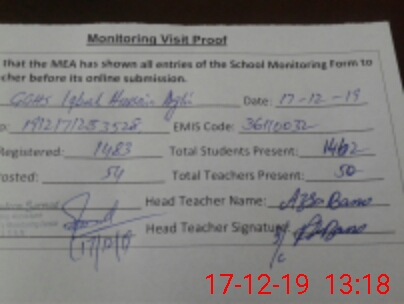 Monitoring Visit Proof
that the MEA has shown all entries of the School Monitoring Form to
cher before its online submission.
GGHS Iqbal Hussain Date: 17-12-19
EMIS Code: 36110032
Registered: 1483 Total Students Present: 1462
osted: 54 Total Teachers Present: 50
Head Teacher Name: Bano
Head Teacher Signature
17-12-19 13:18